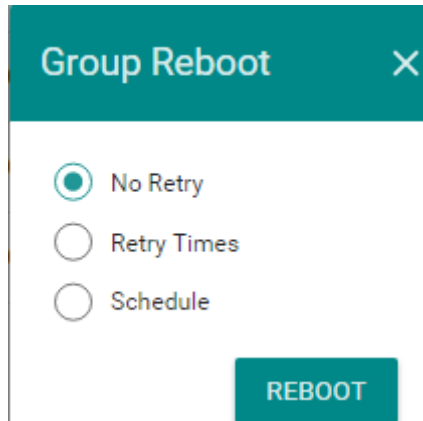 Group Reboot
No Retry
Retry Times
Schedule
REBOOT